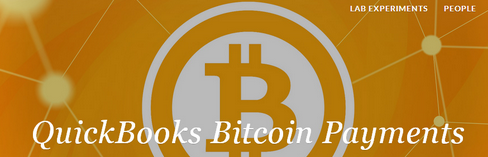 LAB EXPERIMENTS PEOPLE
QuickBooks Bitcoin Payments